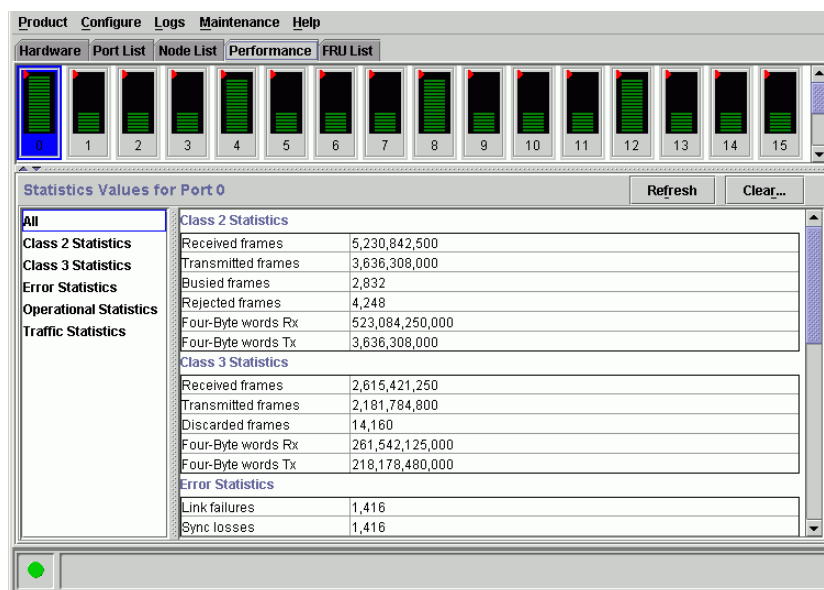 Product Configure Logs Maintenance Help
Hardware Port List Node List Performance FRU List
0 1 2 3 4 5 6 7 8 9 10 11 12 13 14 15
Statistics Values for Port 0 Refresh Clear...
All
Class 2 Statistics
Class 3 Statistics
Error Statistics
Operational Statistics
Traffic Statistics
Class 2 Statistics
Received frames 5,230,842,500
Transmitted frames 3,636,308,000
Busied frames 2,832
Rejected frames 4,248
Four-Byte words Rx 523,084,250,000
Four-Byte words Tx 3,636,308,000
Class 3 Statistics
Received frames 2,615,421,250
Transmitted frames 2,181,784,800
Discarded frames 14,160
Four-Byte words Rx 261,542,125,000
Four-Byte words Tx 218,178,480,000
Error Statistics
Link failures 1,416
Sync losses 1,416